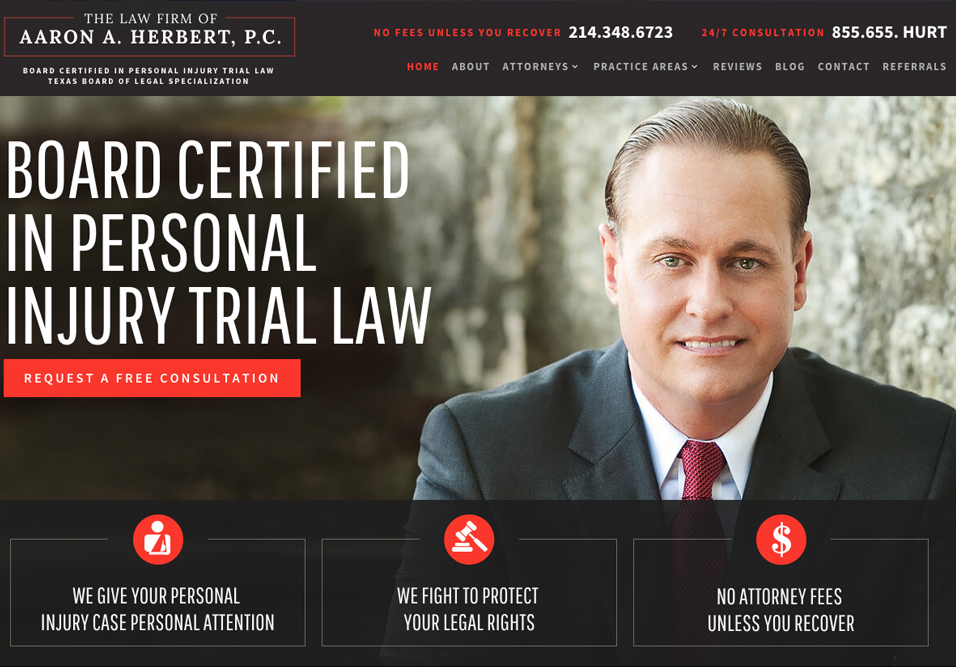 THE LAW FIRM OF
AARON A. HERBERT, P.C.
BOARD CERTIFIED IN PERSONAL INJURY TRIAL LAW
TEXAS BOARD OF LEGAL SPECIALIZATION
NO FEES UNLESS YOU RECOVER 214.348.6723 24/7 CONSULTATION 855.655. HURT
HOME ABOUT ATTORNEYS PRACTICE AREAS REVIEWS BLOG CONTACT REFERRALS
BOARD CERTIFIED
IN PERSONAL
INJURY TRIAL LAW
REQUEST A FREE CONSULTATION
WE GIVE YOUR PERSONAL
INJURY CASE PERSONAL ATTENTION
WE FIGHT TO PROTECT
YOUR LEGAL RIGHTS
$
NO ATTORNEY FEES
UNLESS YOU RECOVER